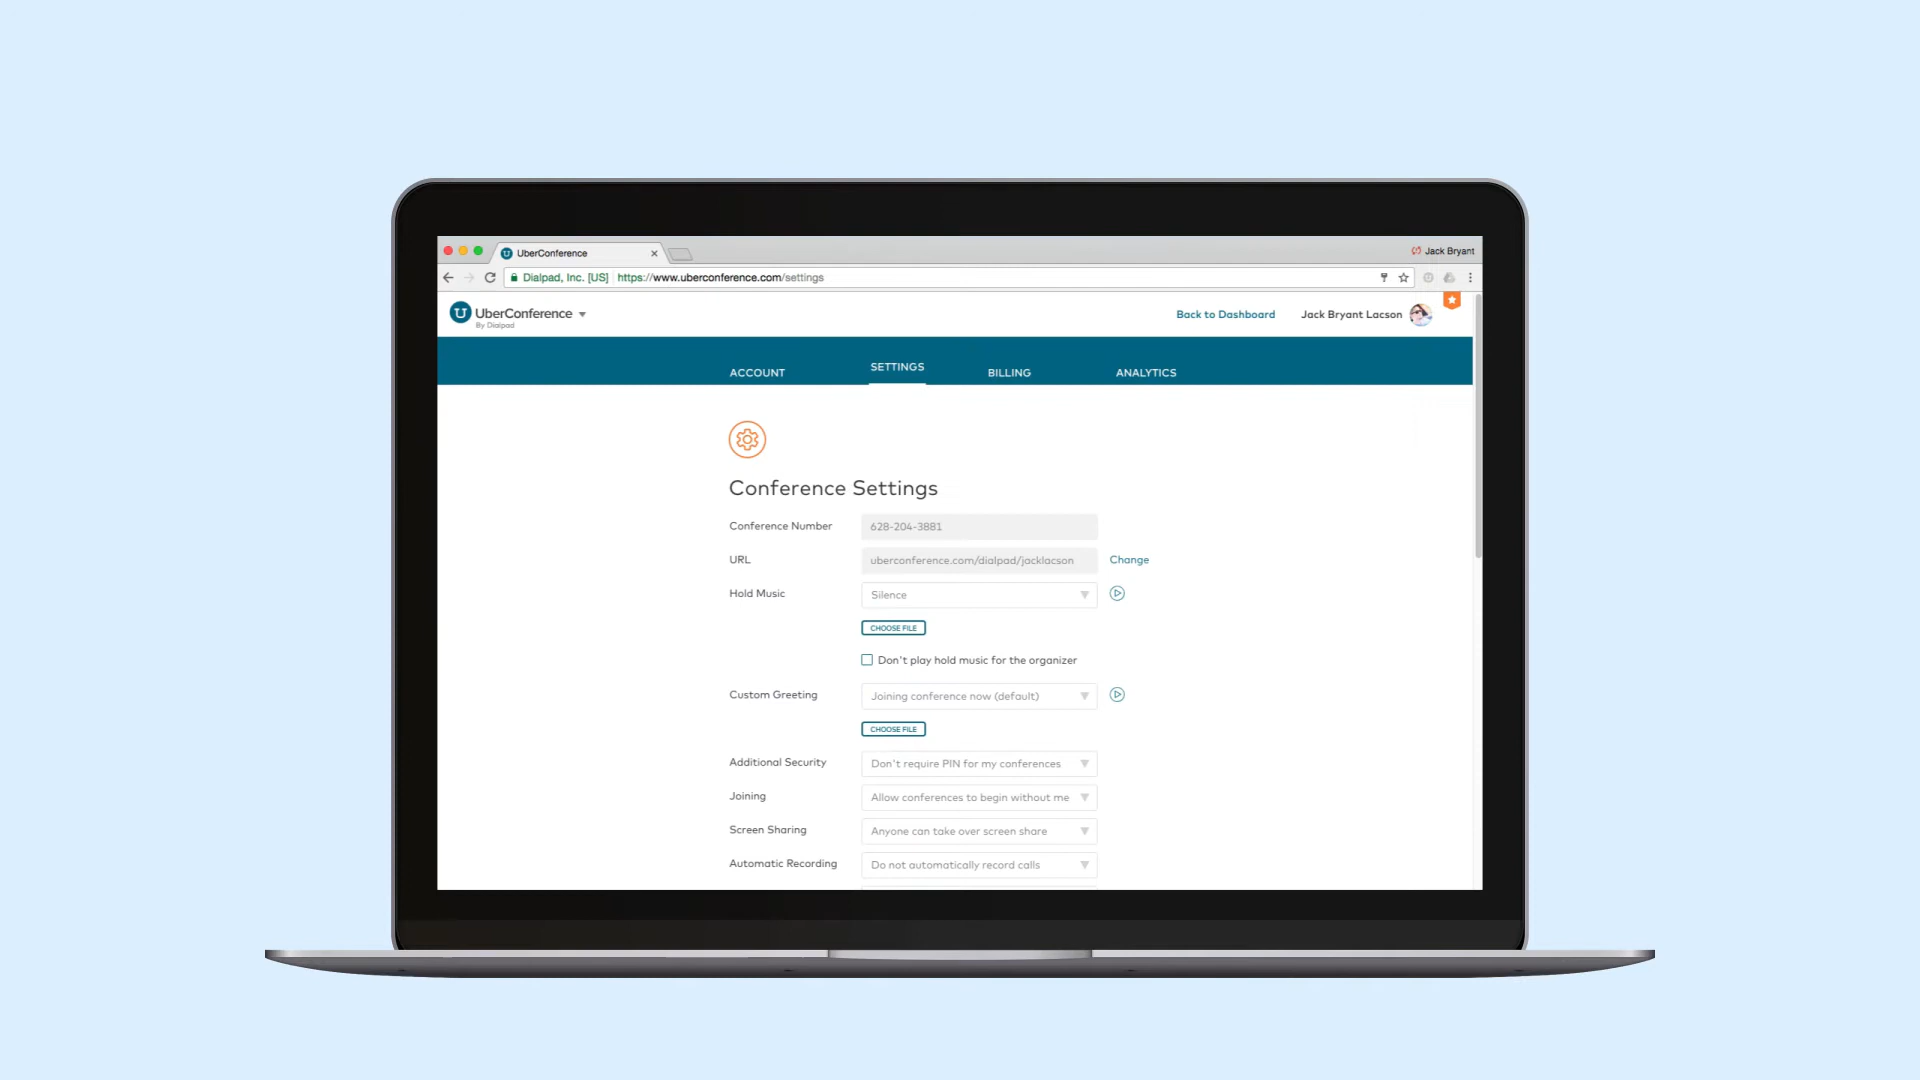 UberConference
Jack Bryant
Dialpad, Inc. [US] https://www.uberconference.com/settings
UberConference
By Dialpad
Back to Dashboard
Jack Bryant Lacson
ACCOUNT
SETTINGS
BILLING
ANALYTICS
Conference Settings
Conference Number
628-204-3881
URL
uberconference.com/dialpad/jacklacson
Change
Hold Music
Silence
CHOOSE FILE
Don't play hold music for the organizer
Custom Greeting
Joining conference now (default)
CHOOSE FILE
Additional Security
Don't require PIN for my conferences
Joining
Allow conferences to begin without me
Screen Sharing
Anyone can take over screen share
Automatic Recording
Do not automatically record calls